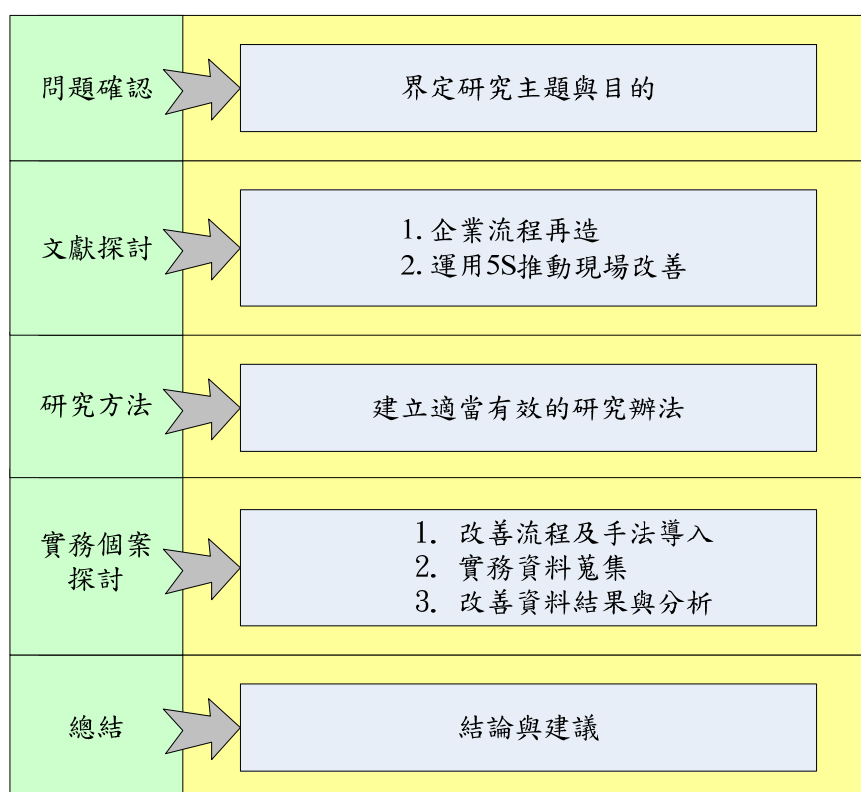 問題確認
界定研究主題與目的
文獻探討
1. 企業流程再造
2. 運用5S推動現場改善
研究方法
建立適當有效的研究辦法
實務個案
探討
1. 改善流程及手法導入
2. 實務資料蒐集
3. 改善資料結果與分析
總結
結論與建議